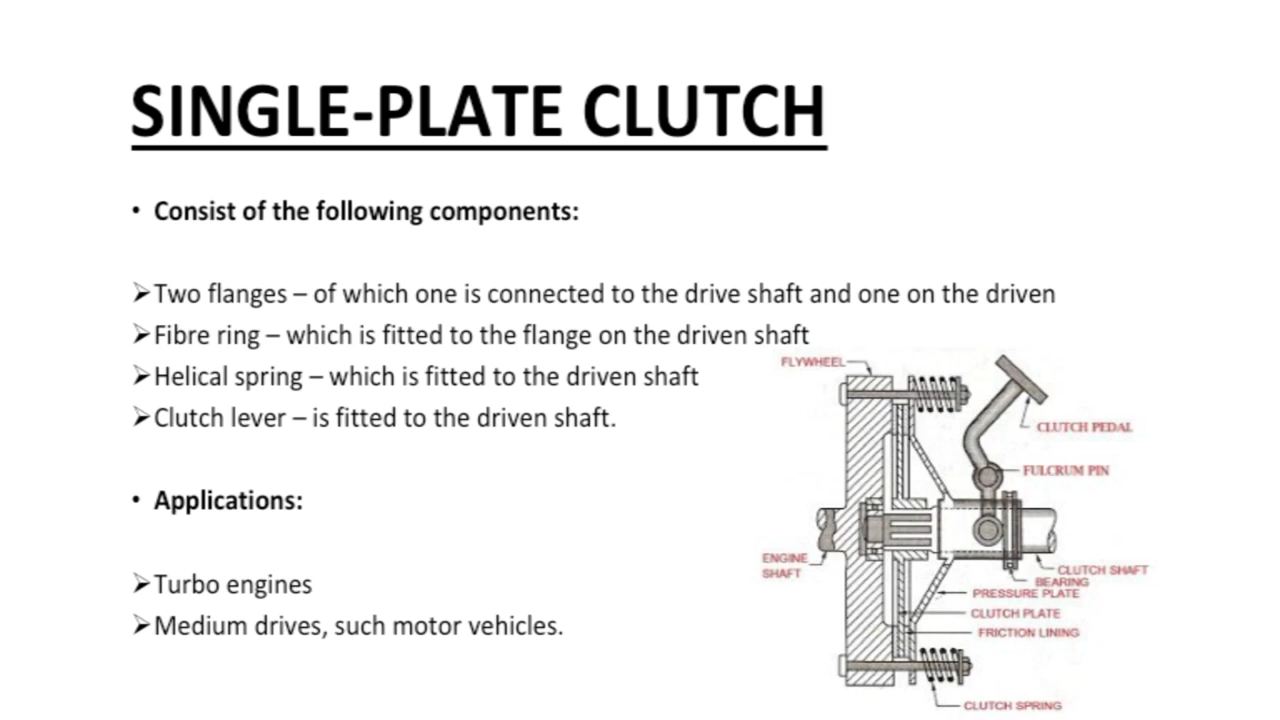 SINGLE-PLATE CLUTCH
• Consist of the following components:
➢Two flanges – of which one is connected to the drive shaft and one on the driven
➢Fibre ring – which is fitted to the flange on the driven shaft
➢Helical spring – which is fitted to the driven shaft
➢Clutch lever – is fitted to the driven shaft.
• Applications:
➢Turbo engines
➢Medium drives, such motor vehicles.
FLYWHEEL
CLUTCH PEDAL
FULCRUM PIN
ENGINE
SHAFT
CLUTCH SHAFT
BEARING
PRESSURE PLATE
CLUTCH PLATE
FRICTION LINING
CLUTCH SPRING